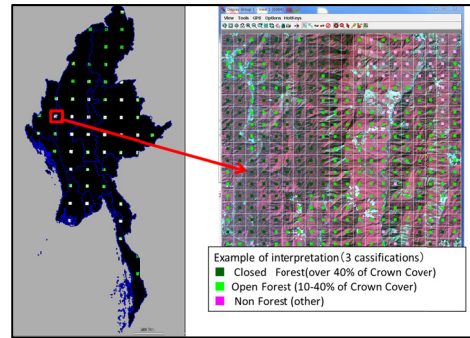 View Tools GPE Options HotKeys
Example of interpretation(3 cassifications)
Closed Forest(over 40% of Crown Cover)
Open Forest (10-40% of Crown Cover)
Non Forest (other)